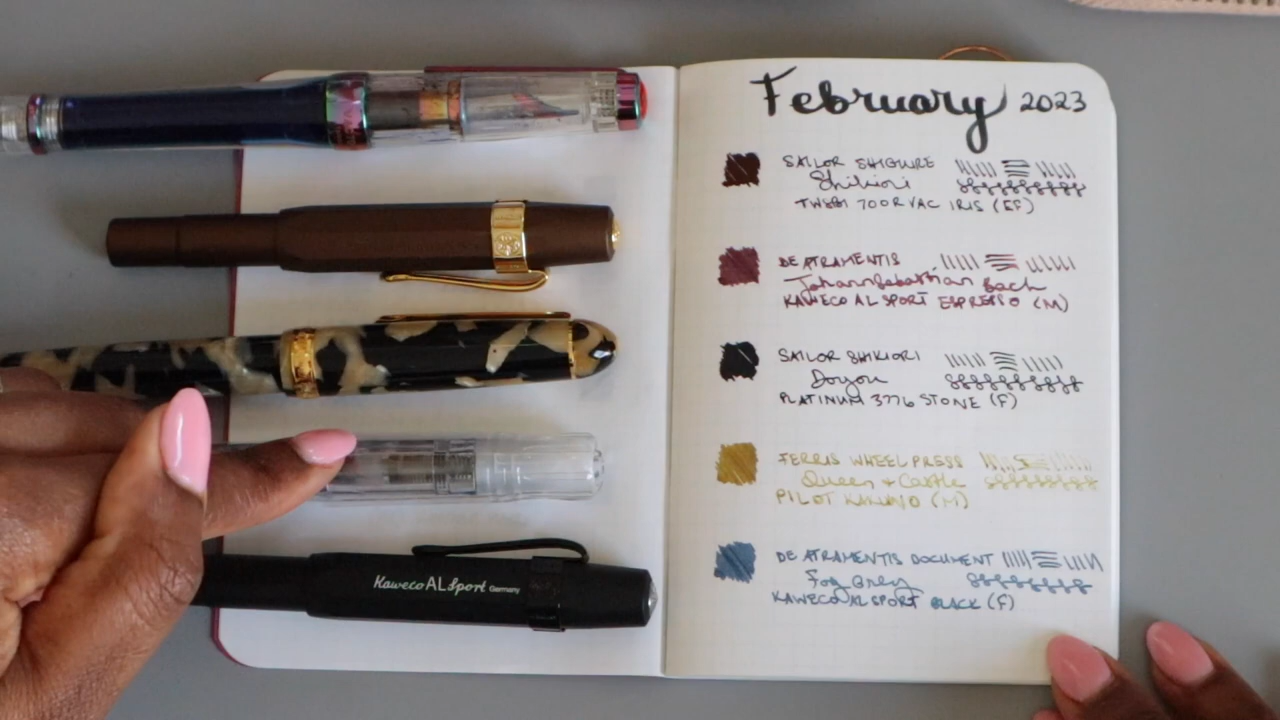 February 2023
SAILOR SHIGURE
Shikiori
TWSBI 700R VAC IRIS (EF)
DE ATRAMENTIS
Johann Sebastian Bach
KAWECO AL SPORT ESPRESSO (M)
SAILOR SHIKIORI
Doyou
PLATINUM 3776 STONE (F)
FERRIS WHEEL PRESS
Queen + Castle
PILOT KAKUNO (M)
DE ATRAMENTIS DOCUMENT
Fog Grey
KAWECO AL SPORT BLACK (F)
Kaweco AL Sport Germany